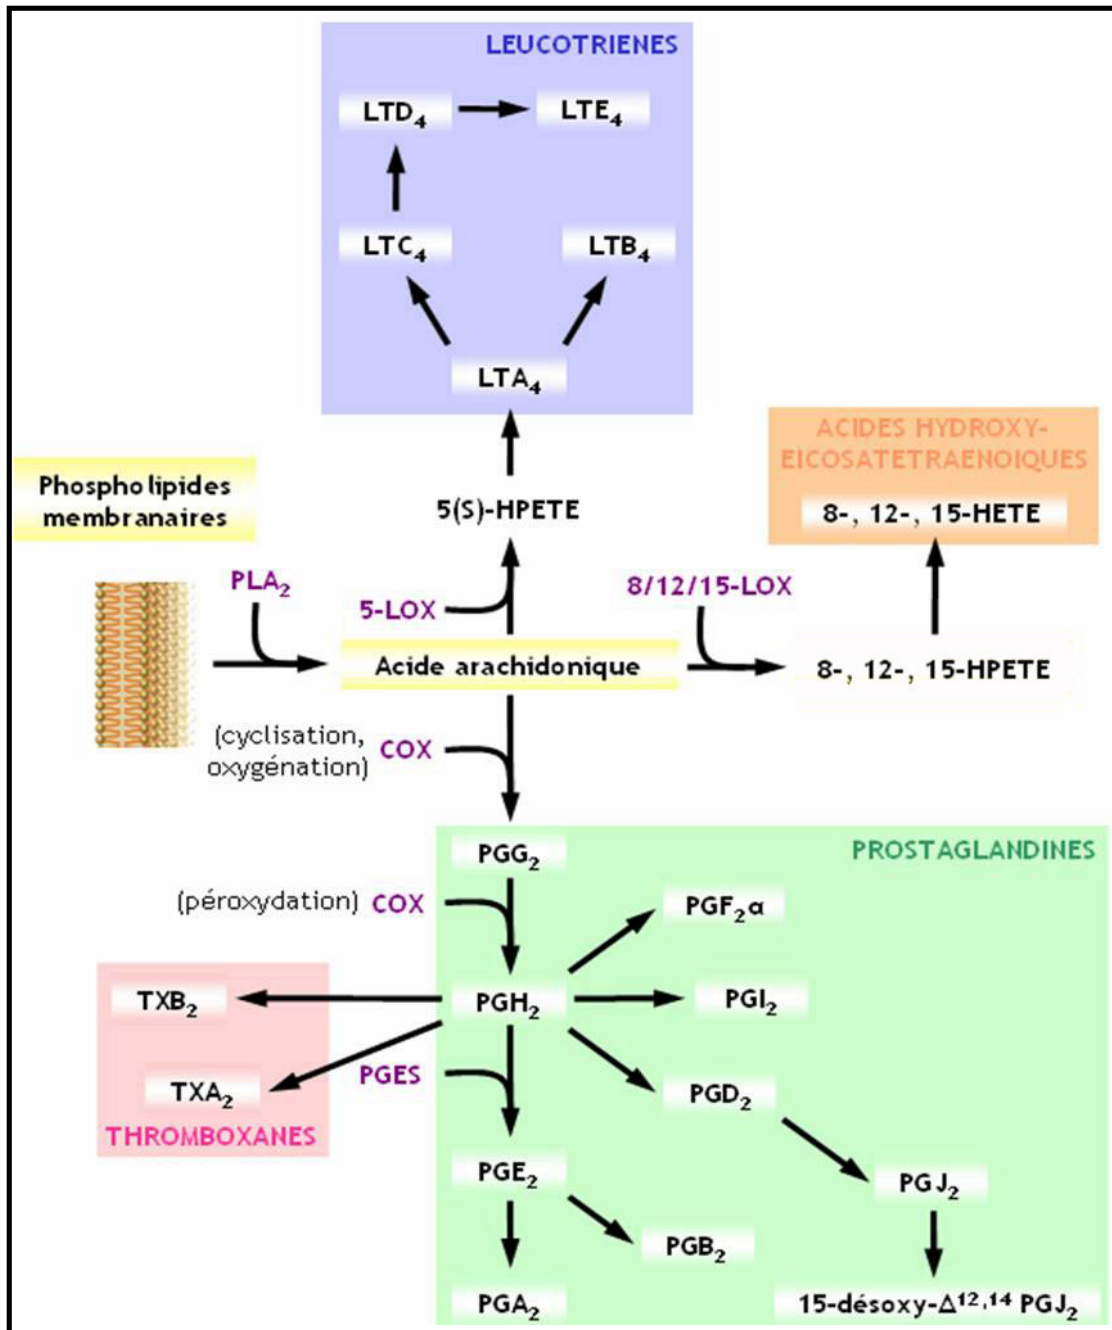 LEUCOTRIENES
LTD₄
LTE₄
LTC₄
LTB₄
LTA₄
ACIDES HYDROXY-
EICOSATETRAENOIQUES
Phospholipides
membranaires
5(S)-HPETE
8-, 12-, 15-HETE
PLA₂
5-LOX
8/12/15-LOX
Acide arachidonique
8-, 12-, 15-HPETE
(cyclisation,
oxygénation)
COX
PGG₂
PROSTAGLANDINES
(péroxydation)
COX
PGF₂α
TXB₂
PGH₂
PGI₂
TXA₂
PGES
PGD₂
THROMBOXANES
PGE₂
PGJ₂
PGB₂
PGA₂
15-désoxy-Δ¹²,¹⁴ PGJ₂